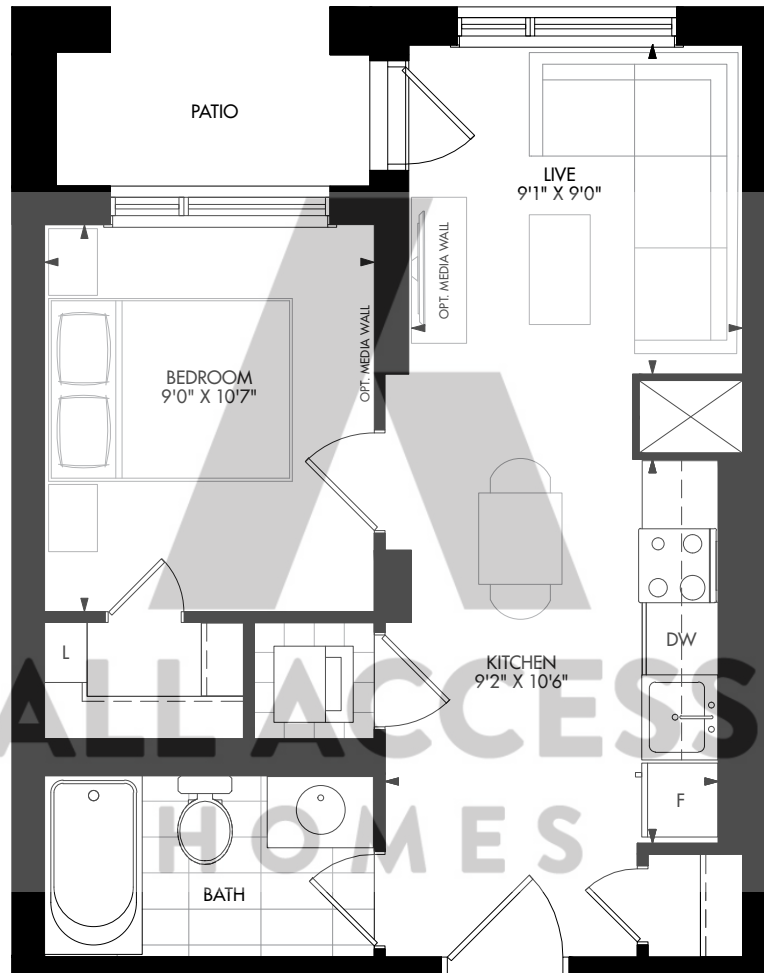 PATIO
LIVE
9'1" X 9'0"
OPT. MEDIA WALL
OPT. MEDIA WALL
BEDROOM
9'0" X 10'7"
L
DW
KITCHEN
9'2" X 10'6"
ALL ACCESS
F
HOMES
BATH